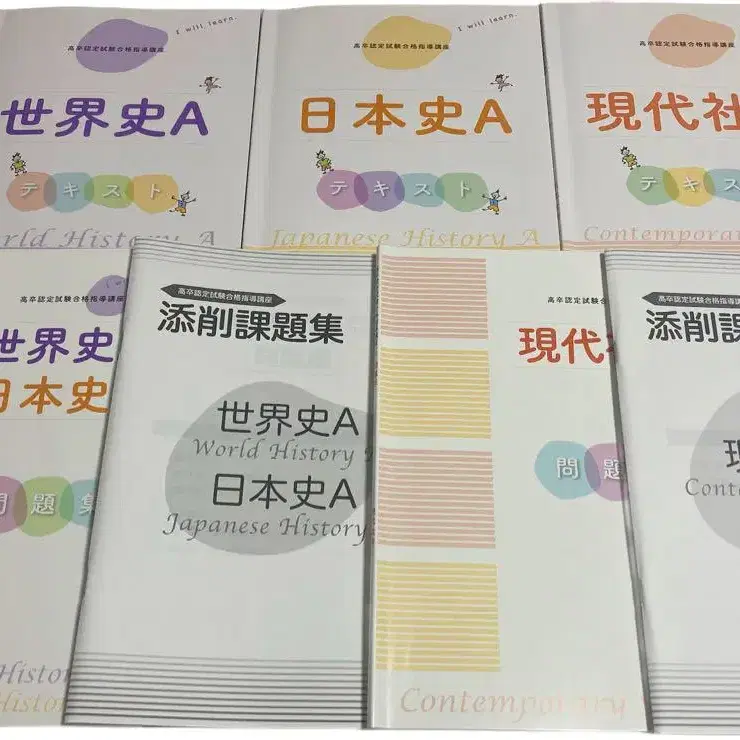 I will learn.
高卒認定試験合格指導講座
世界史A
テキスト
World History A
I will learn.
高卒認定試験合格指導講座
日本史A
テキスト
Japanese History A
高卒認定試験合格指導講座
現代社
テキス
Contemporar
高卒認定試験合格指導講座
世界史
日本史
問題集
Histor
Histor
高卒認定試験合格指導講座
添削課題集
世界史A
World History
日本史A
Japanese History
高卒認定試験合
現代社
問題
Contemporary
高卒認定試験合格指導講座
添削課
現
Conte